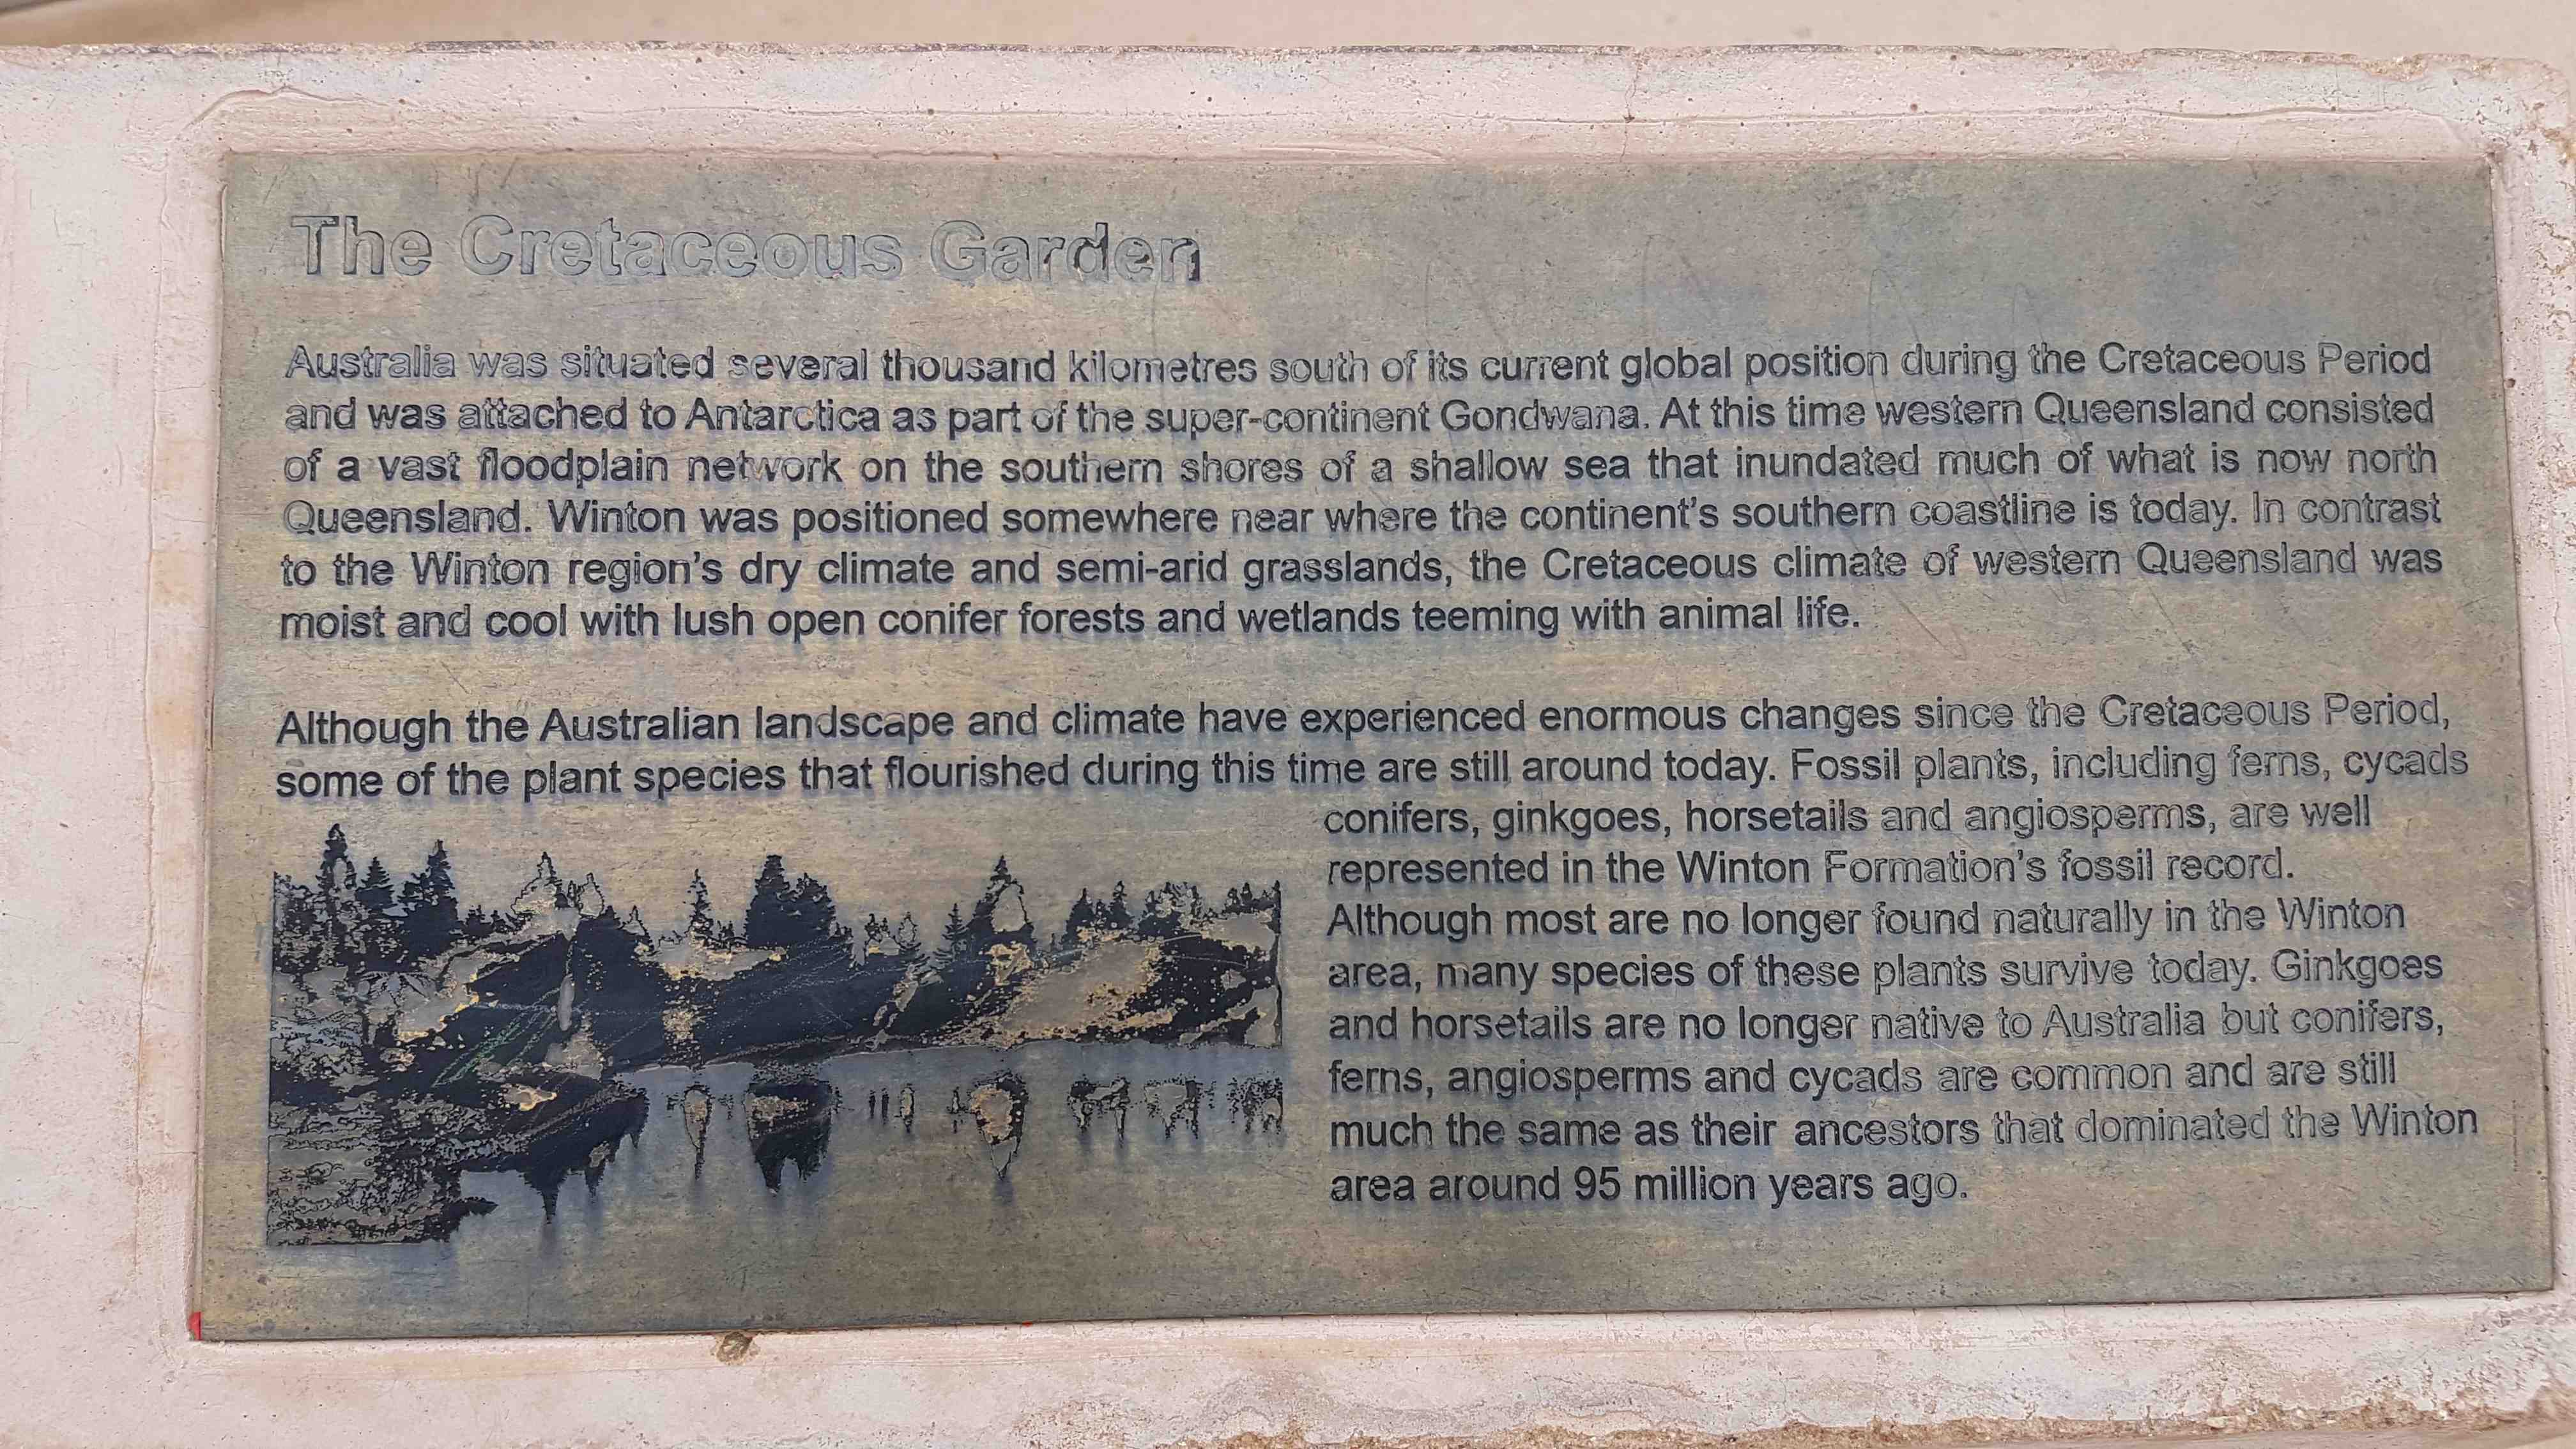 The Cretaceous Garden
Australia was situated several thousand kilometres south of its current global position during the Cretaceous Period
and was attached to Antarctica as part of the super-continent Gondwana. At this time western Queensland consisted
of a vast floodplain network on the southern shores of a shallow sea that inundated much of what is now north
Queensland. Winton was positioned somewhere near where the continent's southern coastline is today. In contrast
to the Winton region's dry climate and semi-arid grasslands, the Cretaceous climate of western Queensland was
moist and cool with lush open conifer forests and wetlands teeming with animal life.
Although the Australian landscape and climate have experienced enormous changes since the Cretaceous Period,
some of the plant species that flourished during this time are still around today. Fossil plants, including ferns, cycads
conifers, ginkgoes, horsetails and angiosperms, are well
represented in the Winton Formation's fossil record.
Although most are no longer found naturally in the Winton
area, many species of these plants survive today. Ginkgoes
and horsetails are no longer native to Australia but conifers,
ferns, angiosperms and cycads are common and are still
much the same as their ancestors that dominated the Winton
area around 95 million years ago.